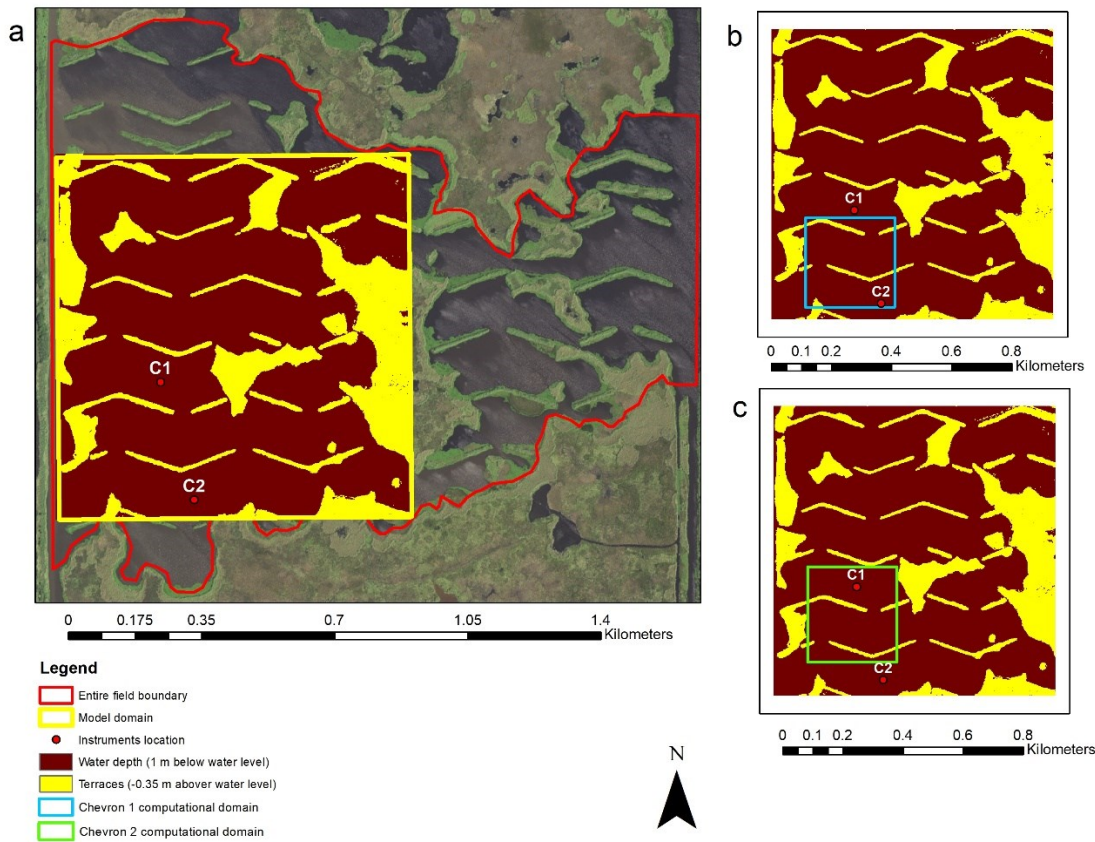 a
C1
C2
0 0.175 0.35 0.7 1.05 1.4
Kilometers
Legend
Entire field boundary
Model domain
Instruments location
Water depth (1 m below water level)
Terraces (-0.35 m abover water level)
Chevron 1 computational domain
Chevron 2 computational domain
N
b
C1
C2
0 0.1 0.2 0.4 0.6 0.8
Kilometers
c
C1
C2
0 0.1 0.2 0.4 0.6 0.8
Kilometers